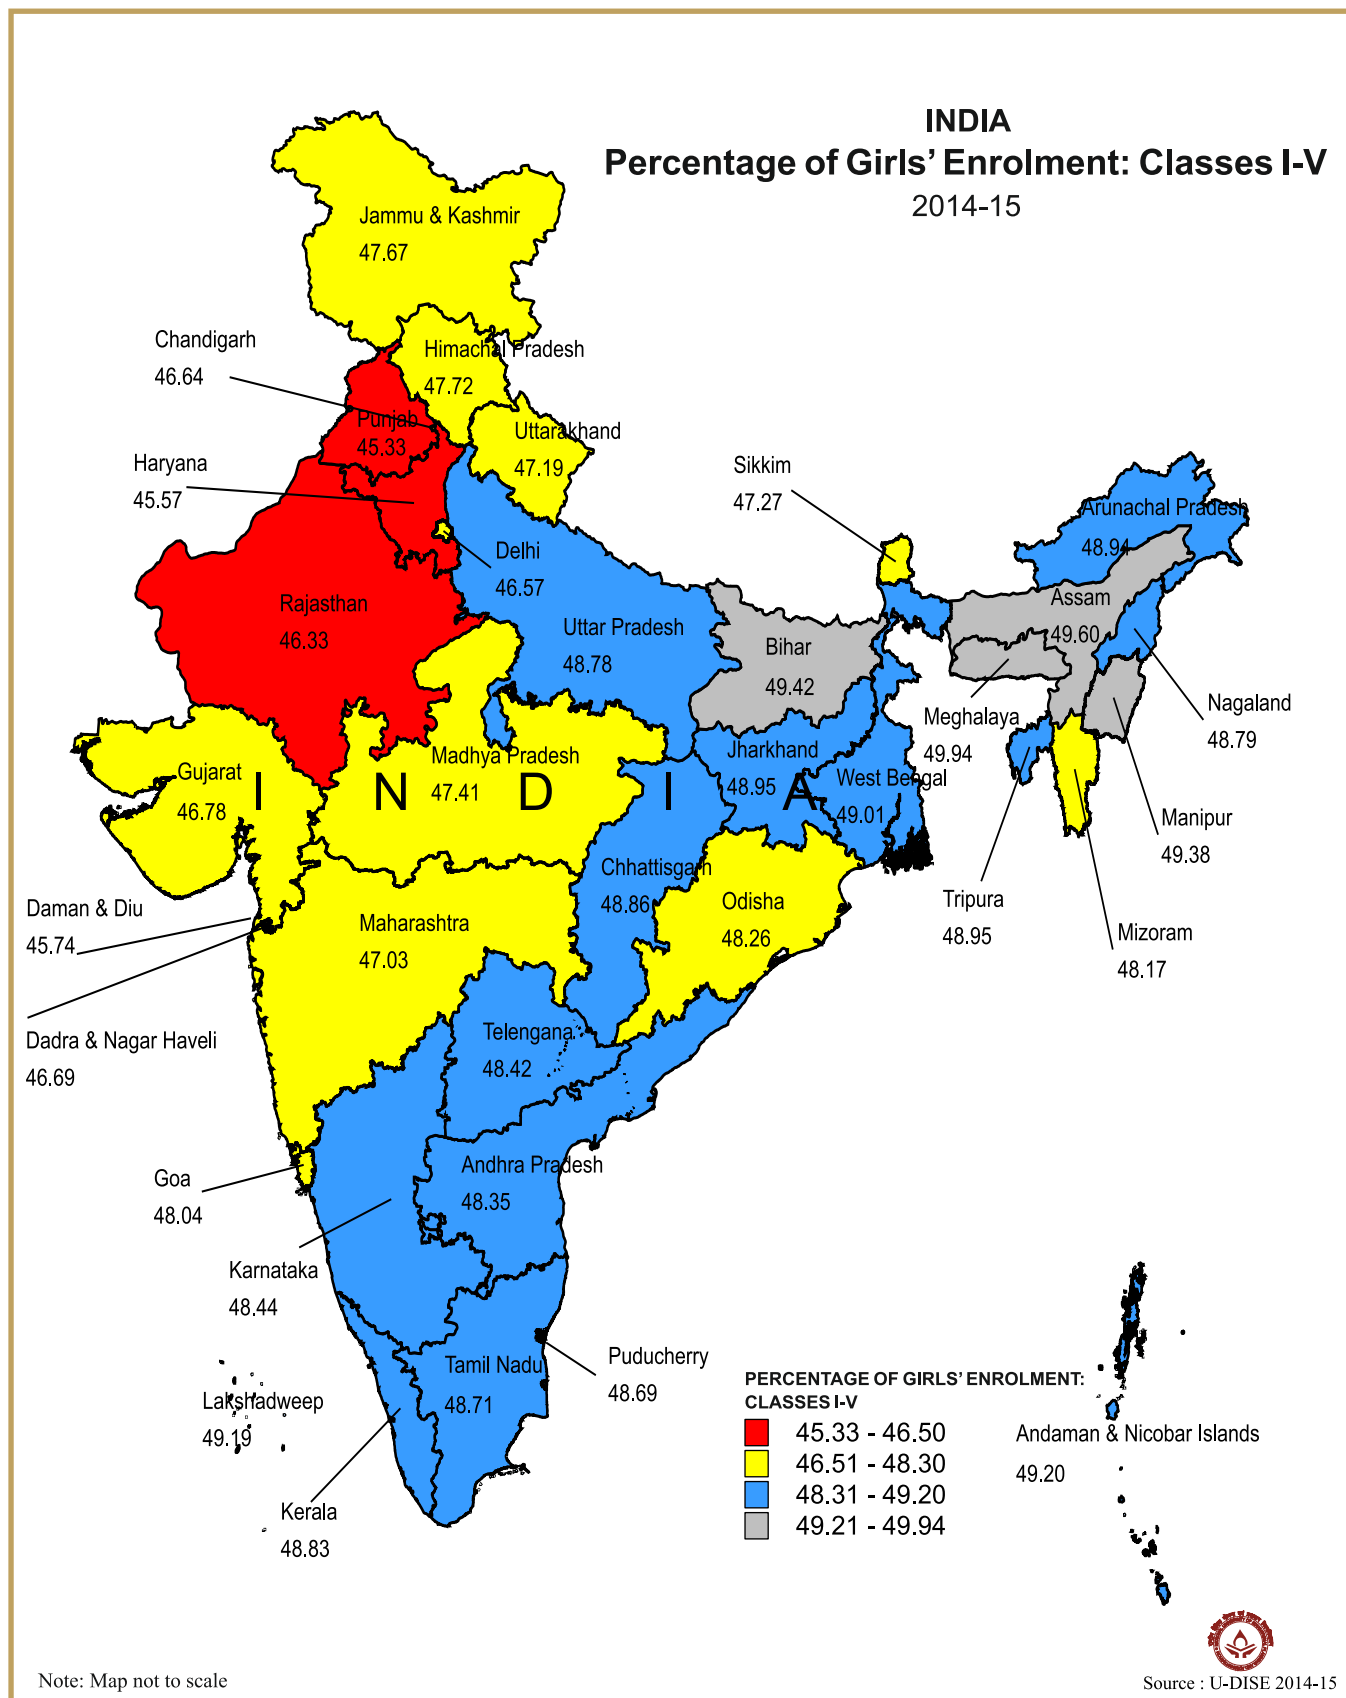 INDIA
Percentage of Girls' Enrolment: Classes I-V
2014-15
Jammu & Kashmir
47.67
Chandigarh
46.64
Himachal Pradesh
47.72
Punjab
45.33
Uttarakhand
47.19
Haryana
45.57
Sikkim
47.27
Arunachal Pradesh
48.94
Delhi
46.57
Rajasthan
46.33
Uttar Pradesh
48.78
Bihar
49.42
Assam
49.60
Meghalaya
49.94
Nagaland
48.79
Gujarat
46.78
Madhya Pradesh
47.41
Jharkhand
48.95
West Bengal
49.01
I N D I A
Manipur
49.38
Chhattisgarh
48.86
Odisha
48.26
Tripura
48.95
Mizoram
48.17
Daman & Diu
45.74
Maharashtra
47.03
Dadra & Nagar Haveli
46.69
Telengana
48.42
Goa
48.04
Andhra Pradesh
48.35
Karnataka
48.44
Tamil Nadu
48.71
Puducherry
48.69
Lakshadweep
49.19
Kerala
48.83
PERCENTAGE OF GIRLS' ENROLMENT:
CLASSES I-V
45.33 - 46.50
46.51 - 48.30
48.31 - 49.20
49.21 - 49.94
Andaman & Nicobar Islands
49.20
Note: Map not to scale
Source : U-DISE 2014-15